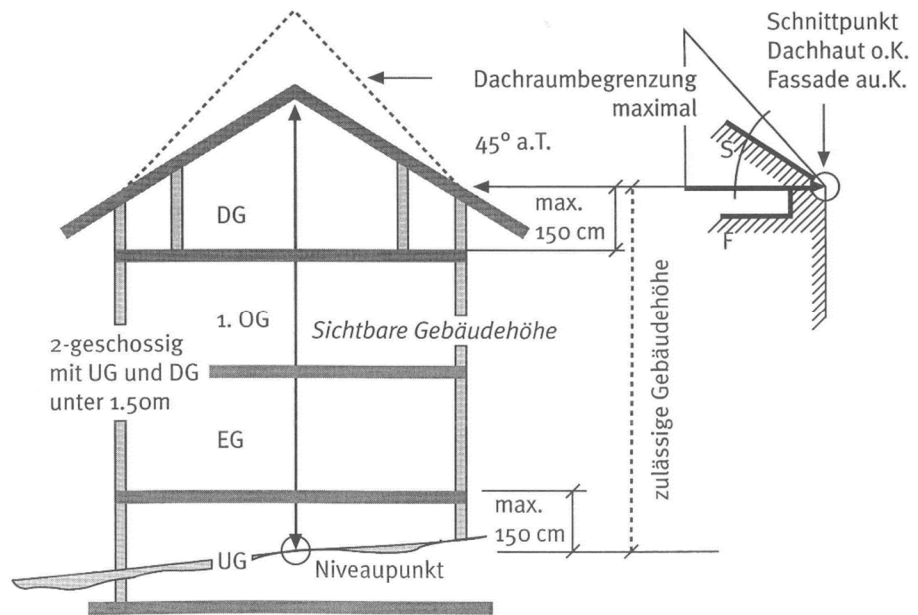 Schnittpunkt
Dachhaut o.K.
Fassade au.K.
Dachraumbegrenzung
maximal
45° a.T.
S
F
DG
max.
150 cm
1. OG
Sichtbare Gebäudehöhe
2-geschossig
mit UG und DG
unter 1.50m
zulässige Gebäudehöhe
EG
max.
150 cm
UG
Niveaupunkt